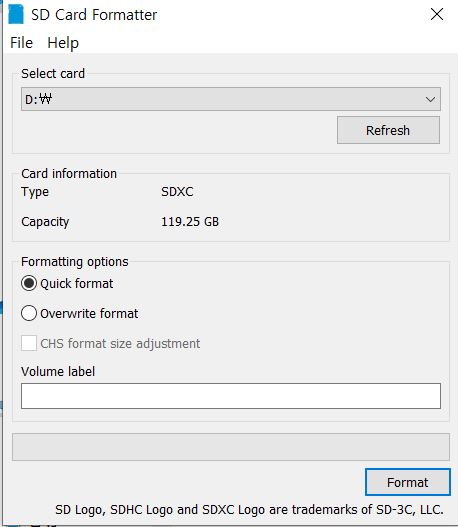 SD Card Formatter
File Help
Select card
D:₩
Refresh
Card information
Type SDXC
Capacity 119.25 GB
Formatting options
Quick format
Overwrite format
CHS format size adjustment
Volume label
Format
SD Logo, SDHC Logo and SDXC Logo are trademarks of SD-3C, LLC.